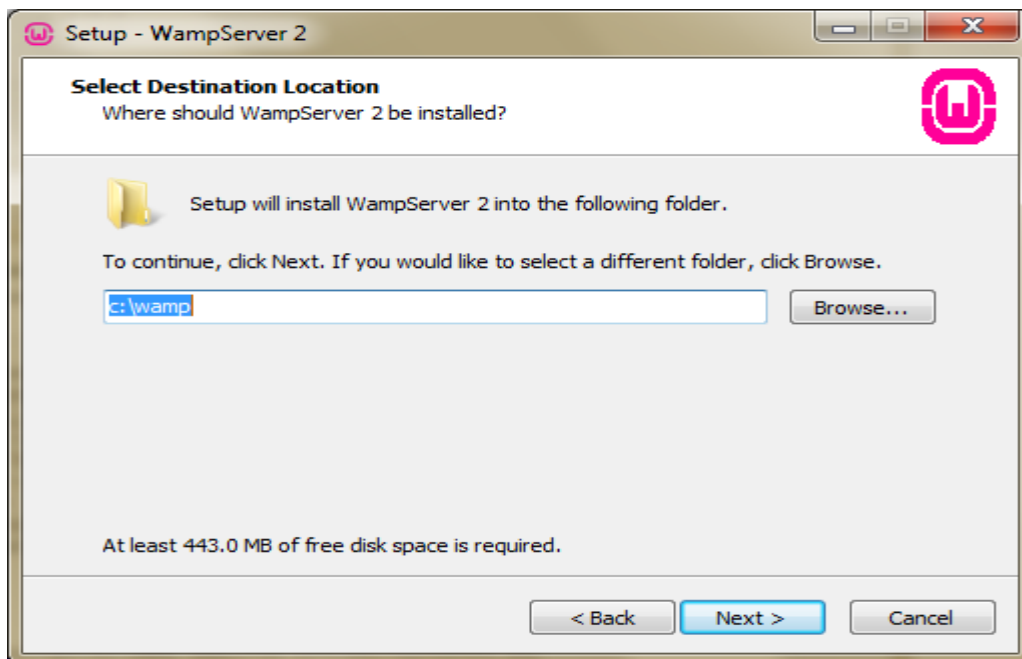 Setup - WampServer 2
Select Destination Location
Where should WampServer 2 be installed?
Setup will install WampServer 2 into the following folder.
To continue, click Next. If you would like to select a different folder, click Browse.
c:\wamp
Browse...
At least 443.0 MB of free disk space is required.
< Back
Next >
Cancel